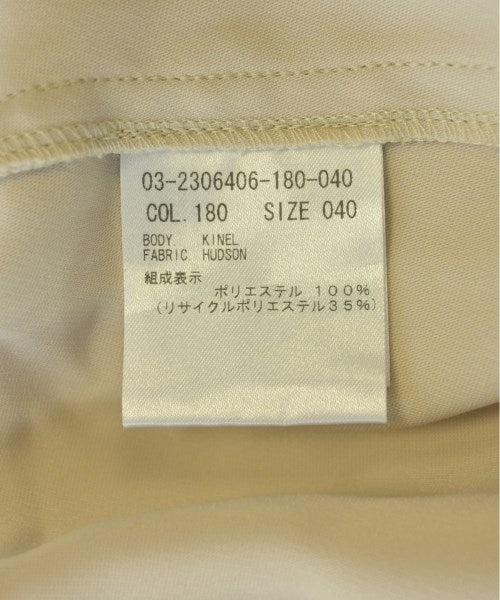 03-2306406-180-040
COL.180 SIZE 040
BODY KINEL
FABRIC HUDSON
組成表示
ポリエステル 100%
(リサイクルポリエステル35%)